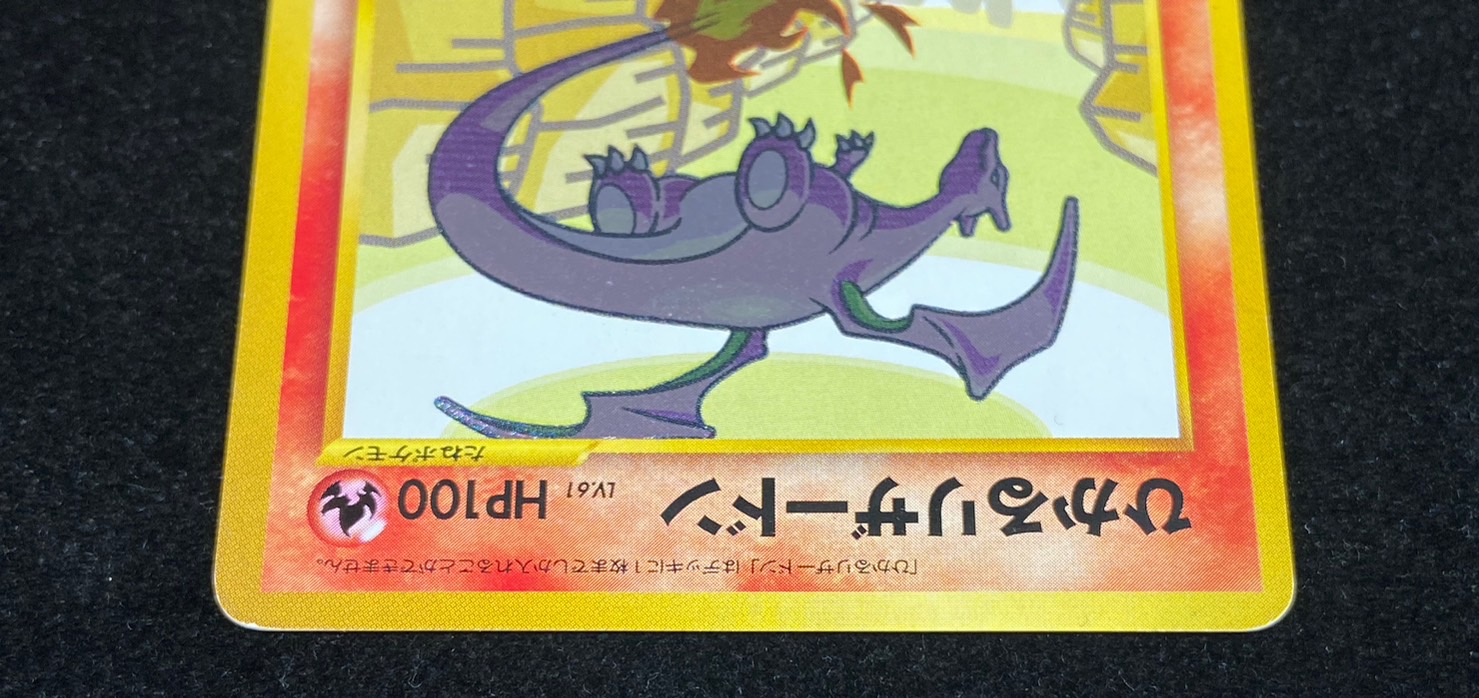 「ひかるリザードン」はデッキに1枚までしか入れることができません。
ひかるリザードン LV.61 HP100
たねポケモン